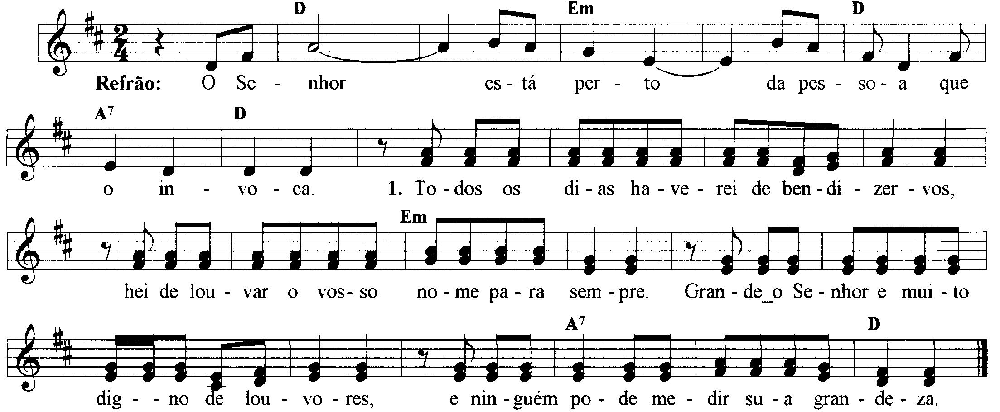 D Em D
2/4
Refrão: O Se - nhor es - tá per - to da pes - so - a que
A7 D
o in - vo - ca. 1. To - dos os di - as ha - ve - rei de ben - di - zer - vos,
Em
hei de lou - var o vos - so no - me pa - ra sem - pre. Gran - de_o Se - nhor e mui - to
A7 D
dig - - no de lou - vo - res, e nin - guém po - de me - dir su - a gran - de - za.